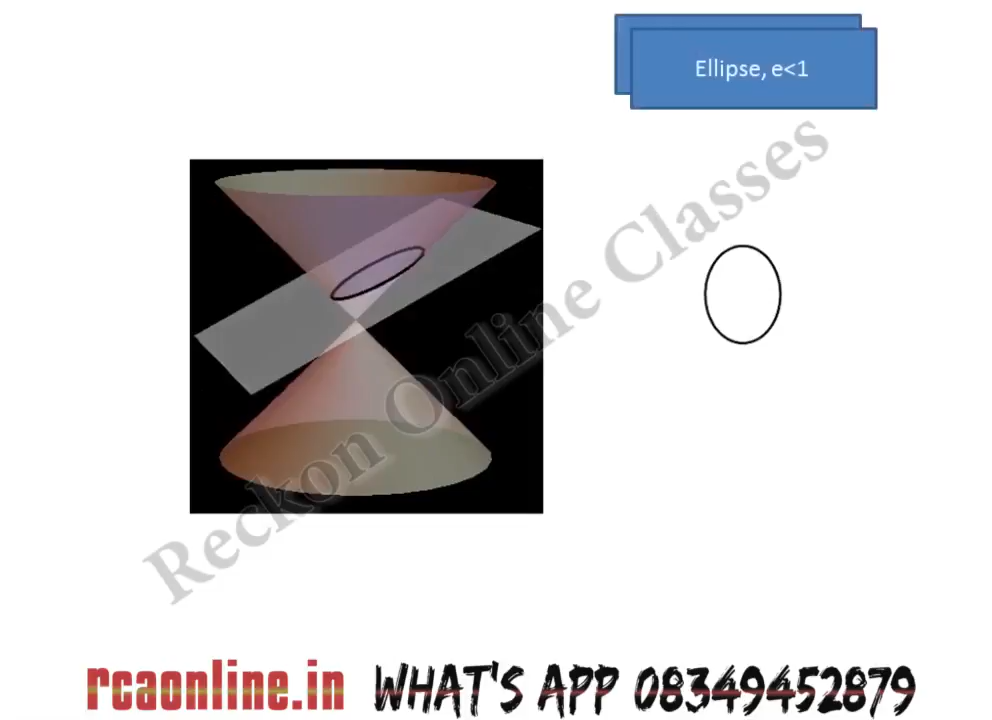 Ellipse, e<1
Reckon Online Classes
rcaonline.in WHAT'S APP 08349452879